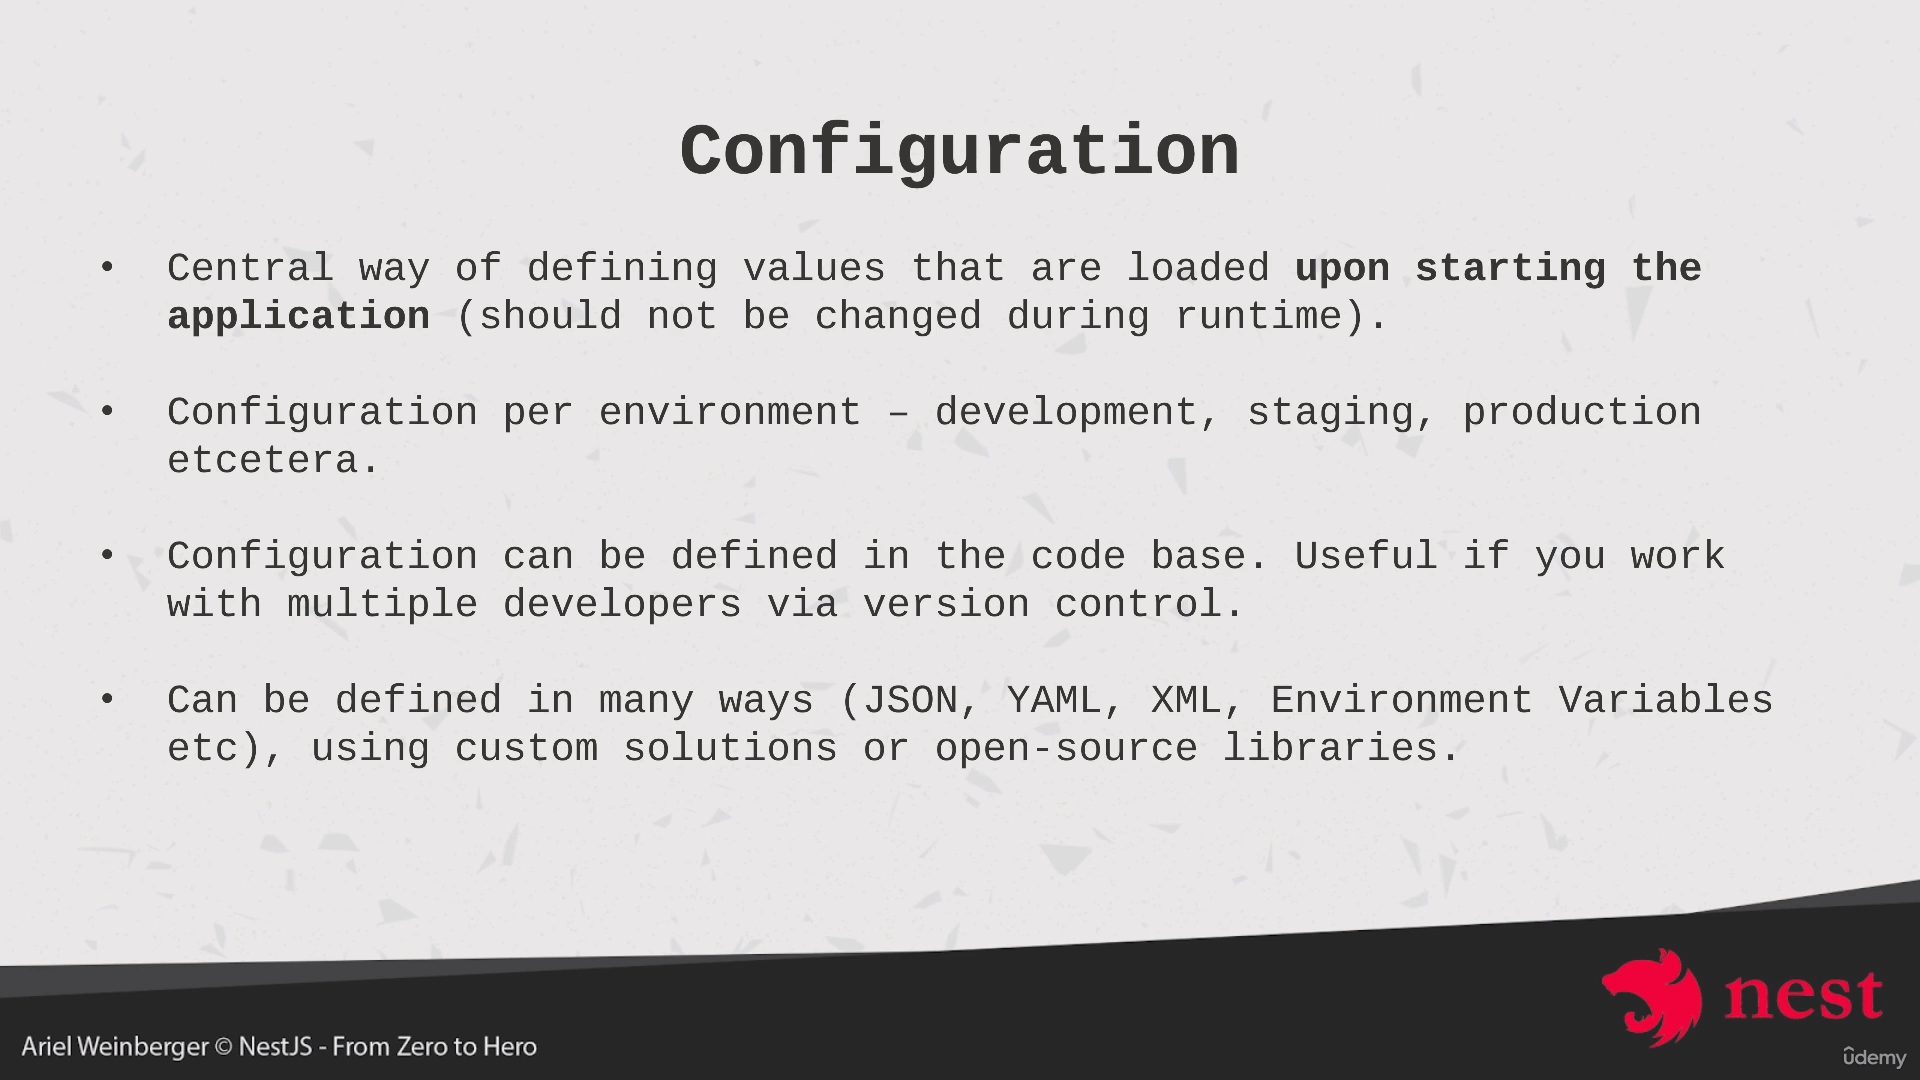 Configuration
• Central way of defining values that are loaded upon starting the
application (should not be changed during runtime).
• Configuration per environment – development, staging, production
etcetera.
• Configuration can be defined in the code base. Useful if you work
with multiple developers via version control.
• Can be defined in many ways (JSON, YAML, XML, Environment Variables
etc), using custom solutions or open-source libraries.
nest
Ariel Weinberger © NestJS - From Zero to Hero
ûdemy